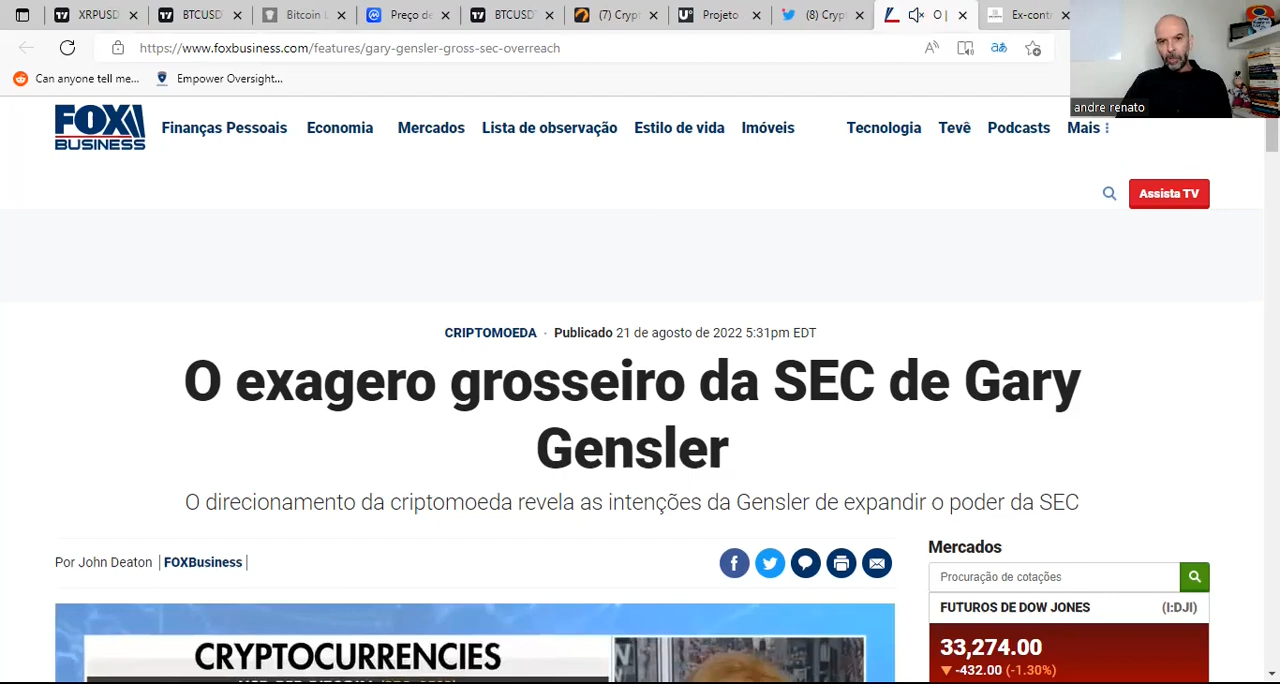 XRPUSD
BTCUSD
Bitcoin
Preço de
BTCUSD
(7) Cryp
Projeto
(8) Cryp
O
Ex-cont
https://www.foxbusiness.com/features/gary-gensler-gross-sec-overreach
andre renato
Can anyone tell me...
Empower Oversight...
FOX
BUSINESS
Finanças Pessoais
Economia
Mercados
Lista de observação
Estilo de vida
Imóveis
Tecnologia
Tevê
Podcasts
Mais
Assista TV
CRIPTOMOEDA · Publicado 21 de agosto de 2022 5:31pm EDT
O exagero grosseiro da SEC de Gary
Gensler
O direcionamento da criptomoeda revela as intenções da Gensler de expandir o poder da SEC
Por John Deaton | FOXBusiness |
Mercados
Procuração de cotações
FUTUROS DE DOW JONES (I:DJI)
33,274.00
-432.00 (-1.30%)
CRYPTOCURRENCIES